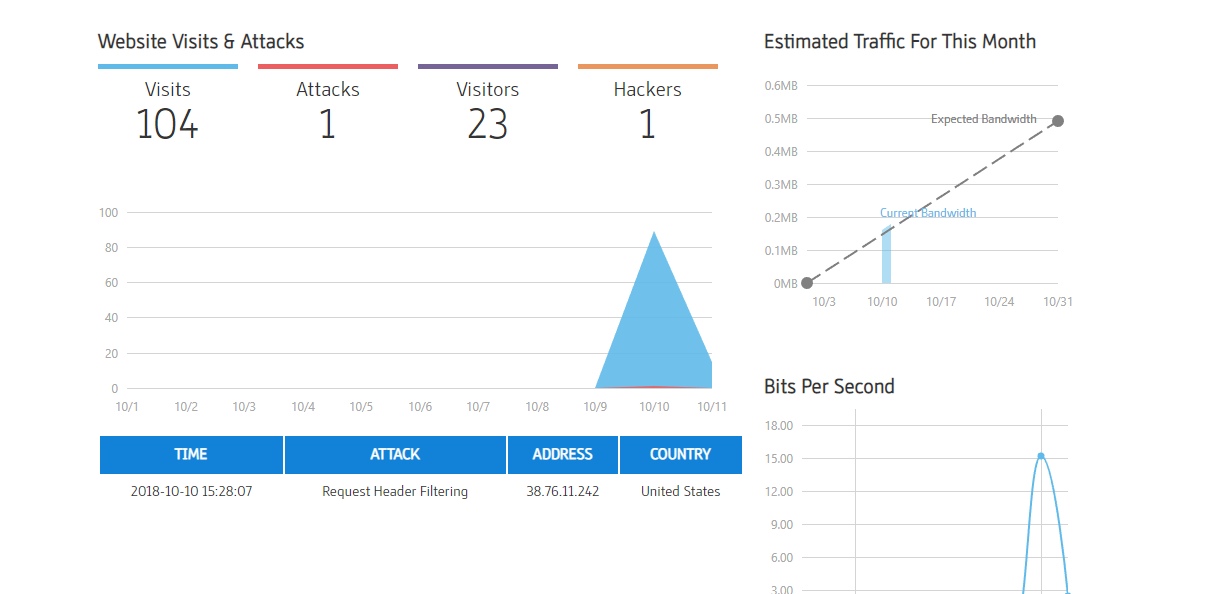 Website Visits & Attacks
Visits Attacks Visitors Hackers
104 1 23 1
100
80
60
40
20
0
10/1 10/2 10/3 10/4 10/5 10/6 10/7 10/8 10/9 10/10 10/11
TIME ATTACK ADDRESS COUNTRY
2018-10-10 15:28:07 Request Header Filtering 38.76.11.242 United States
Estimated Traffic For This Month
0.6MB
0.5MB Expected Bandwidth
0.4MB
0.3MB
Current Bandwidth
0.2MB
0.1MB
0MB
10/3 10/10 10/17 10/24 10/31
Bits Per Second
18.00
15.00
12.00
9.00
6.00
3.00